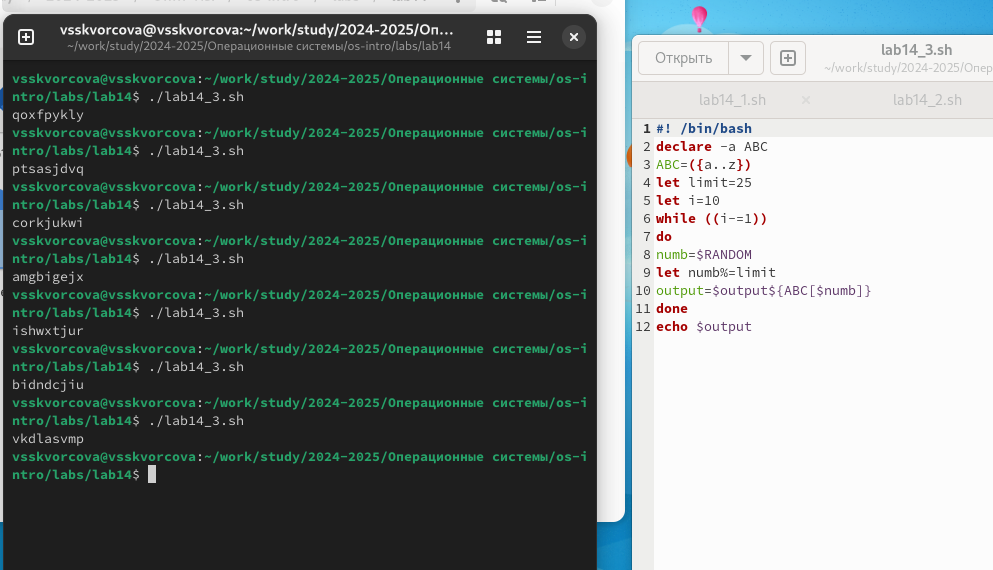 vsskvorcova@vsskvorcova:~/work/study/2024-2025/Оп...
~/work/study/2024-2025/Операционные системы/os-intro/labs/lab14
vsskvorcova@vsskvorcova:~/work/study/2024-2025/Операционные системы/os-i
ntro/labs/lab14$ ./lab14_3.sh
qoxfpykly
vsskvorcova@vsskvorcova:~/work/study/2024-2025/Операционные системы/os-i
ntro/labs/lab14$ ./lab14_3.sh
ptsasjdvq
vsskvorcova@vsskvorcova:~/work/study/2024-2025/Операционные системы/os-i
ntro/labs/lab14$ ./lab14_3.sh
corkjukwi
vsskvorcova@vsskvorcova:~/work/study/2024-2025/Операционные системы/os-i
ntro/labs/lab14$ ./lab14_3.sh
amgbigejx
vsskvorcova@vsskvorcova:~/work/study/2024-2025/Операционные системы/os-i
ntro/labs/lab14$ ./lab14_3.sh
ishwxtjur
vsskvorcova@vsskvorcova:~/work/study/2024-2025/Операционные системы/os-i
ntro/labs/lab14$ ./lab14_3.sh
bidndcjiu
vsskvorcova@vsskvorcova:~/work/study/2024-2025/Операционные системы/os-i
ntro/labs/lab14$ ./lab14_3.sh
vkdlasvmp
vsskvorcova@vsskvorcova:~/work/study/2024-2025/Операционные системы/os-i
ntro/labs/lab14$
Открыть
lab14_3.sh
~/work/study/2024-2025/Опер
lab14_1.sh
lab14_2.sh
1 #! /bin/bash
2 declare -a ABC
3 ABC=({a..z})
4 let limit=25
5 let i=10
6 while ((i-=1))
7 do
8 numb=$RANDOM
9 let numb%=limit
10 output=$output${ABC[$numb]}
11 done
12 echo $output